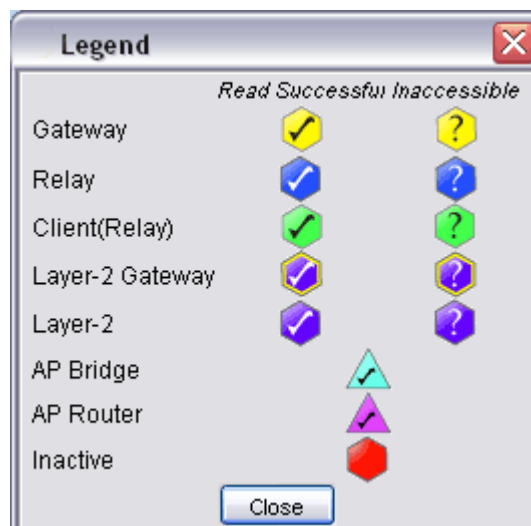 Legend
Read Successful Inaccessible
Gateway ?
Relay ?
Client(Relay) ?
Layer-2 Gateway ?
Layer-2 ?
AP Bridge
AP Router
Inactive
Close